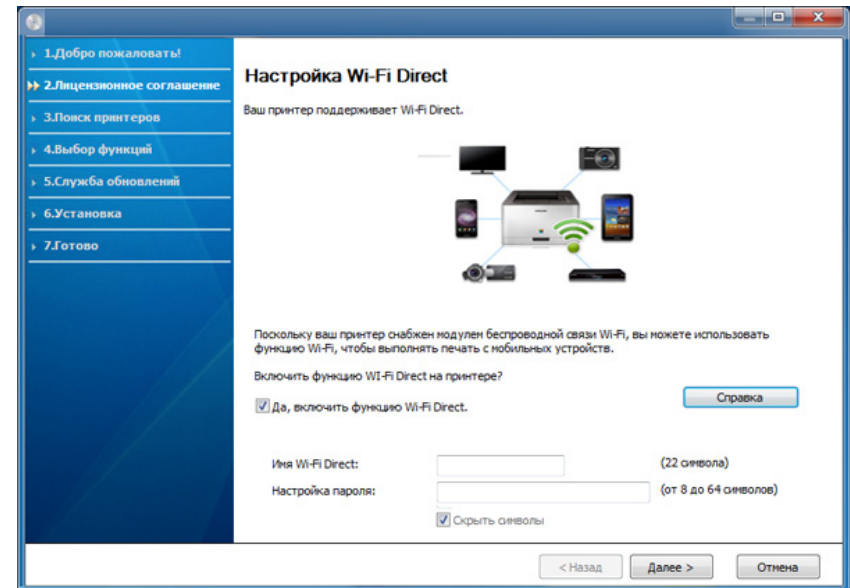 1.Добро пожаловать!
2.Лицензионное соглашение
3.Поиск принтеров
4.Выбор функций
5.Служба обновлений
6.Установка
7.Готово
Настройка Wi-Fi Direct
Ваш принтер поддерживает Wi-Fi Direct.
Поскольку ваш принтер снабжен модулем беспроводной связи Wi-Fi, вы можете использовать
функцию Wi-Fi, чтобы выполнять печать с мобильных устройств.
Включить функцию WI-Fi Direct на принтере?
Справка
Да, включить функцию Wi-Fi Direct.
Имя Wi-Fi Direct: (22 символа)
Настройка пароля: (от 8 до 64 символов)
Скрыть символы
< Назад Далее > Отмена